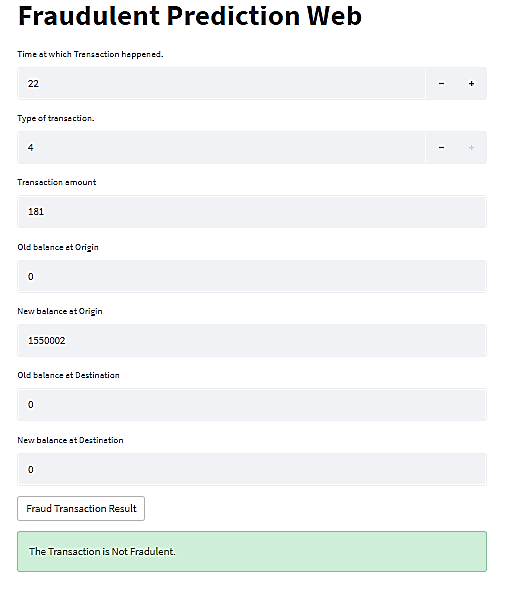 Fraudulent Prediction Web
Time at which Transaction happened.
22
− +
Type of transaction.
4
− +
Transaction amount
181
Old balance at Origin
0
New balance at Origin
1550002
Old balance at Destination
0
New balance at Destination
0
Fraud Transaction Result
The Transaction is Not Fradulent.